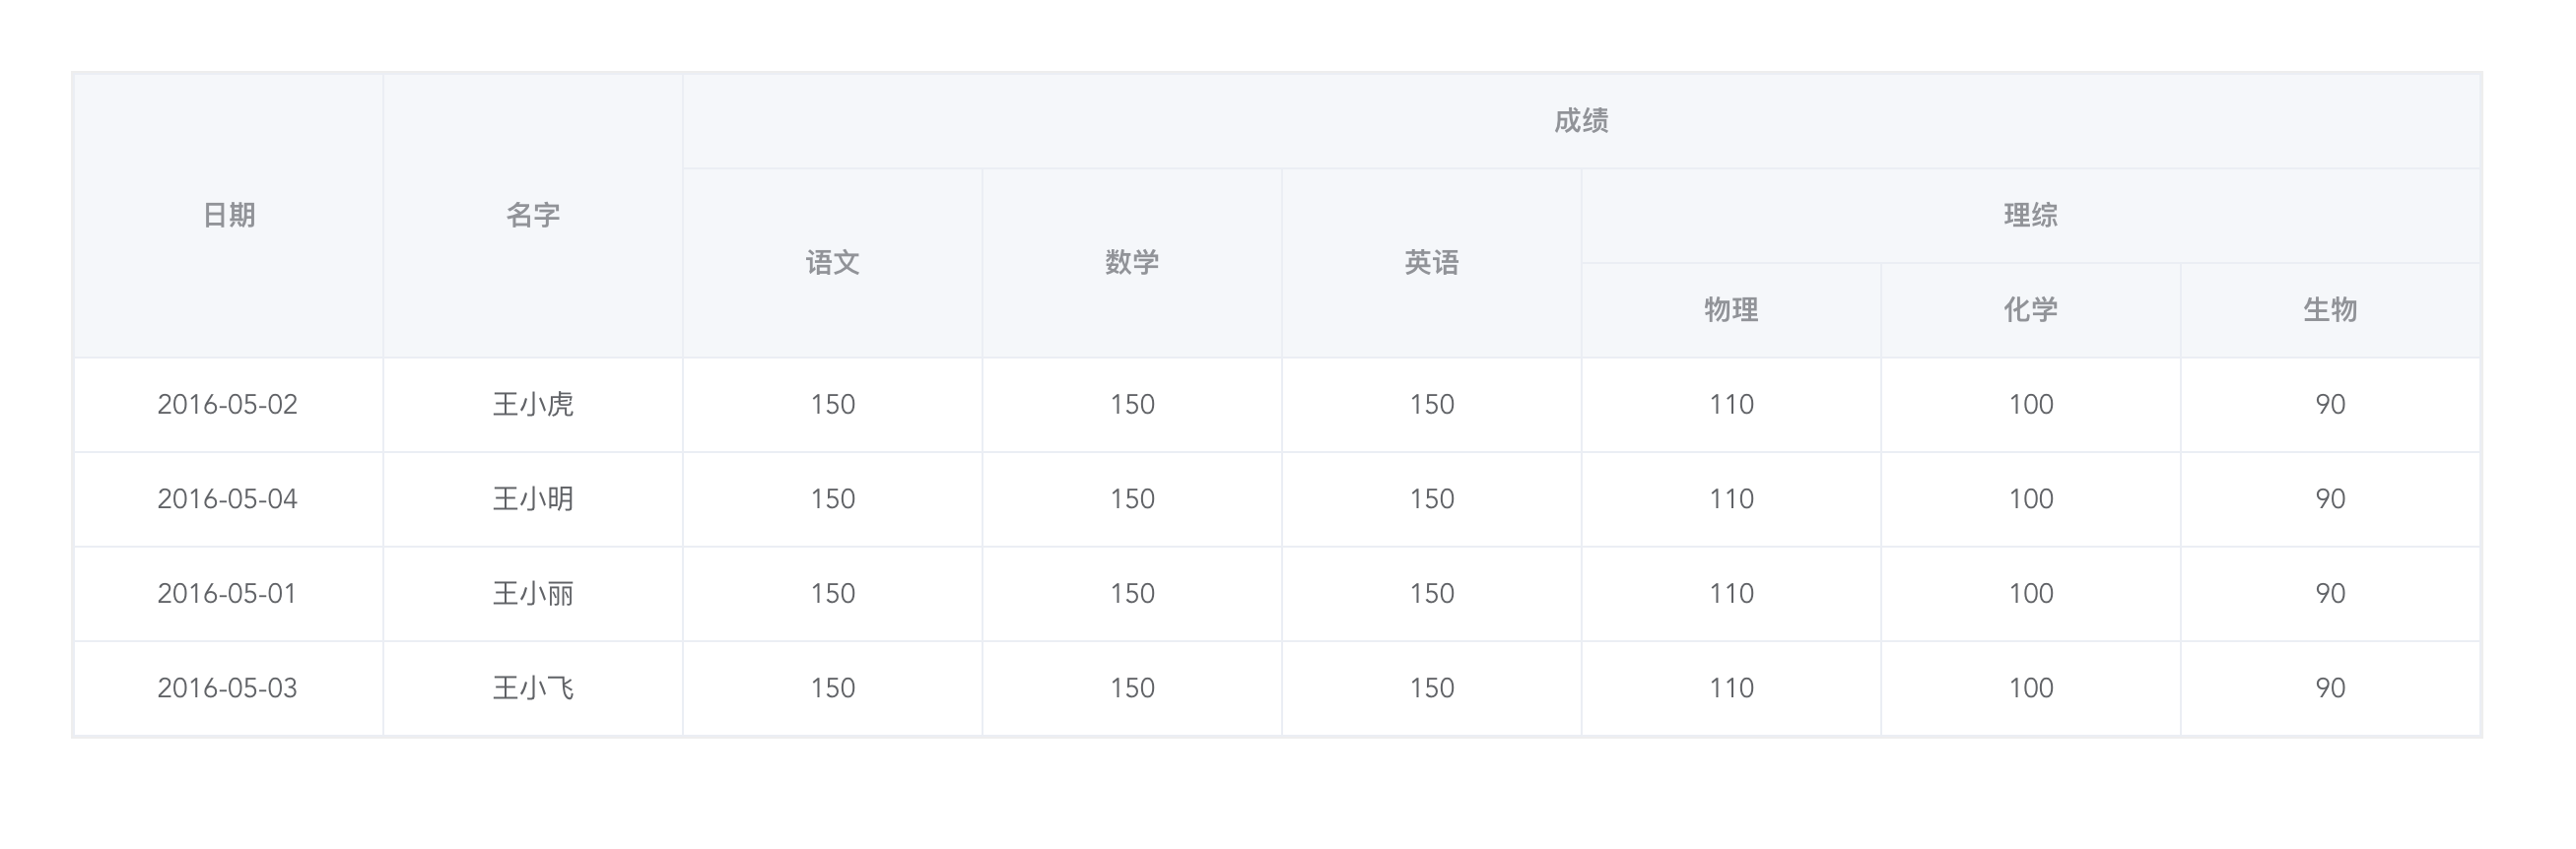 日期 名字 成绩
语文 数学 英语 理综
物理 化学 生物
2016-05-02 王小虎 150 150 150 110 100 90
2016-05-04 王小明 150 150 150 110 100 90
2016-05-01 王小丽 150 150 150 110 100 90
2016-05-03 王小飞 150 150 150 110 100 90